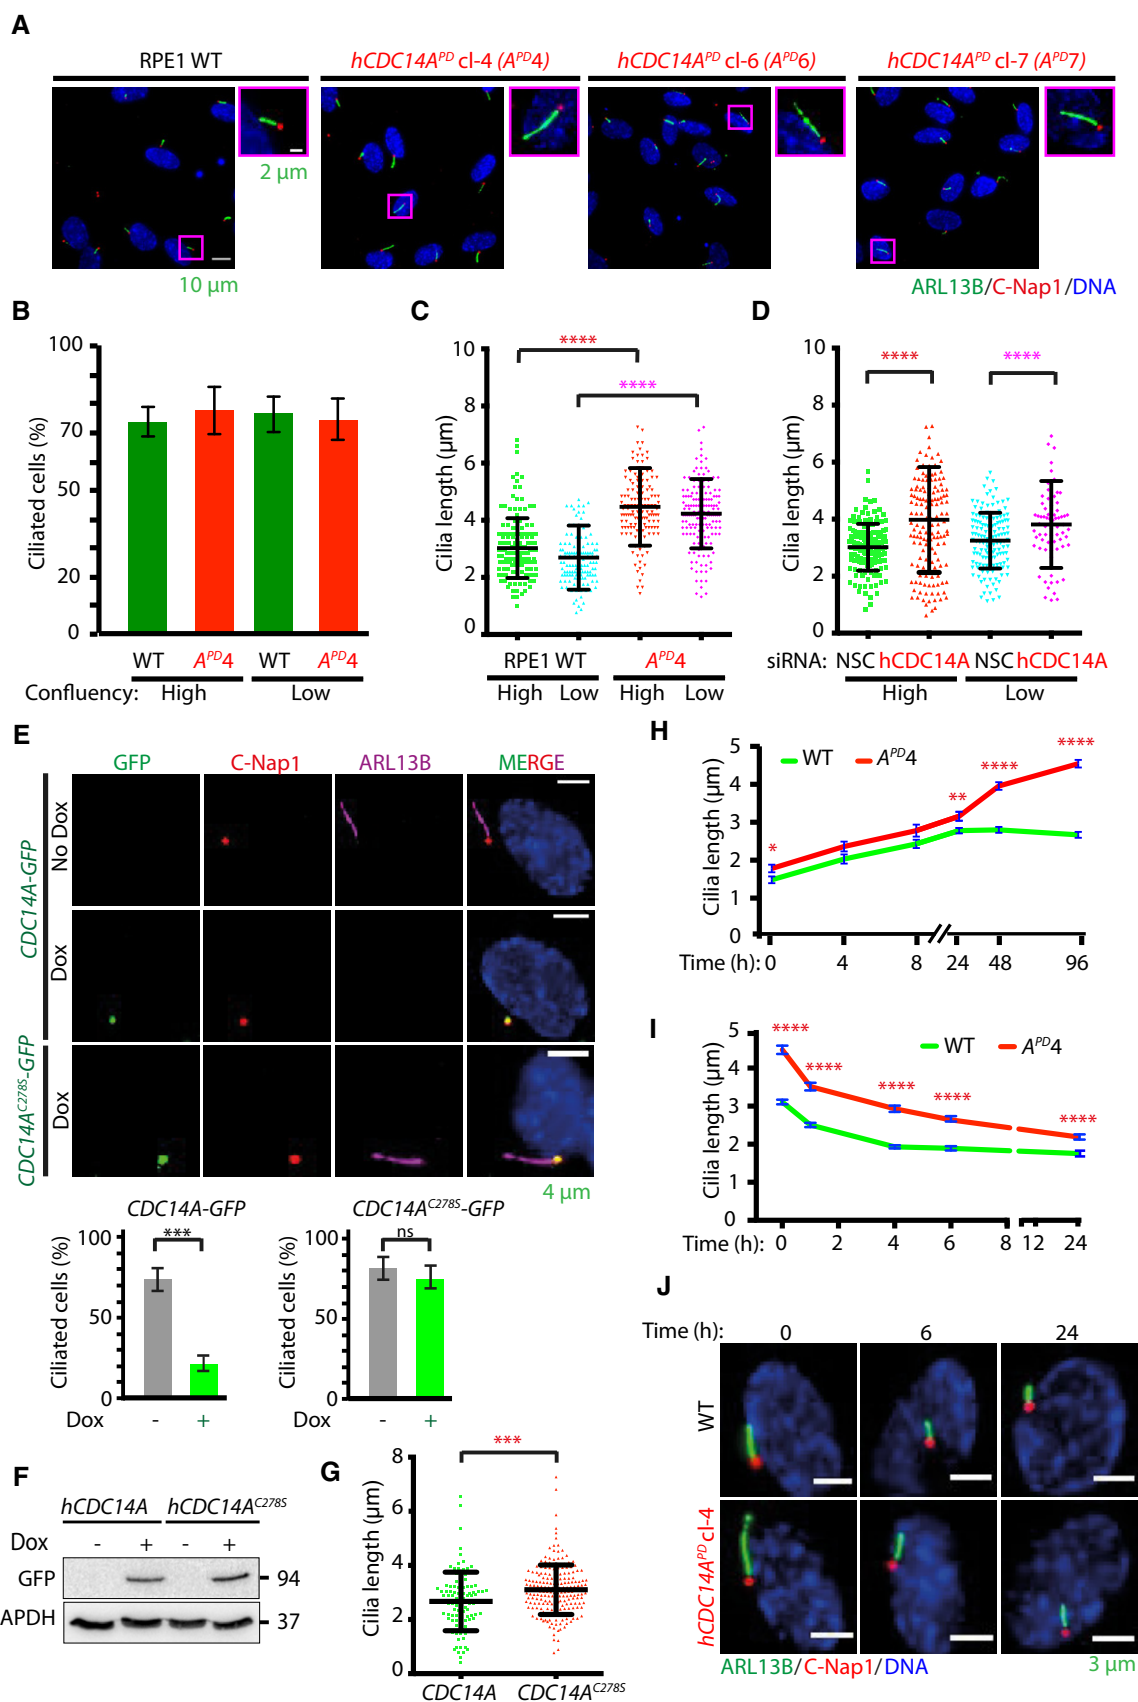 A
RPE1 WT
hCDC14A^PD cl-4 (A^PD4)
hCDC14A^PD cl-6 (A^PD6)
hCDC14A^PD cl-7 (A^PD7)
2 μm
10 μm
ARL13B/C-Nap1/DNA
B
Ciliated cells (%)
100
70
50
20
0
WT A^PD4 WT A^PD4
Confluency: High Low
C
Cilia length (μm)
10
8
6
4
2
0
****
****
RPE1 WT A^PD4
High Low High Low
D
Cilia length (μm)
10
8
6
4
2
0
**** ****
siRNA: NSC hCDC14A NSC hCDC14A
High Low
E
GFP C-Nap1 ARL13B MERGE
CDC14A-GFP
No Dox
Dox
CDC14A^C278S-GFP
Dox
4 μm
CDC14A-GFP
Ciliated cells (%)
100
50
0
***
Dox - +
CDC14A^C278S-GFP
Ciliated cells (%)
100
50
0
ns
Dox - +
F
hCDC14A hCDC14A^C278S
Dox - + - +
GFP 94
APDH 37
G
Cilia length (μm)
8
6
4
2
0
***
CDC14A CDC14A^C278S
H
Cilia length (μm)
5
4
3
2
1
0
WT A^PD4
* ** **** ****
Time (h): 0 4 8 24 48 96
I
Cilia length (μm)
5
4
3
2
1
0
WT A^PD4
**** **** **** **** ****
Time (h): 0 2 4 6 8 12 24
J
Time (h): 0 6 24
WT
hCDC14A^PD cl-4
ARL13B/C-Nap1/DNA
3 μm